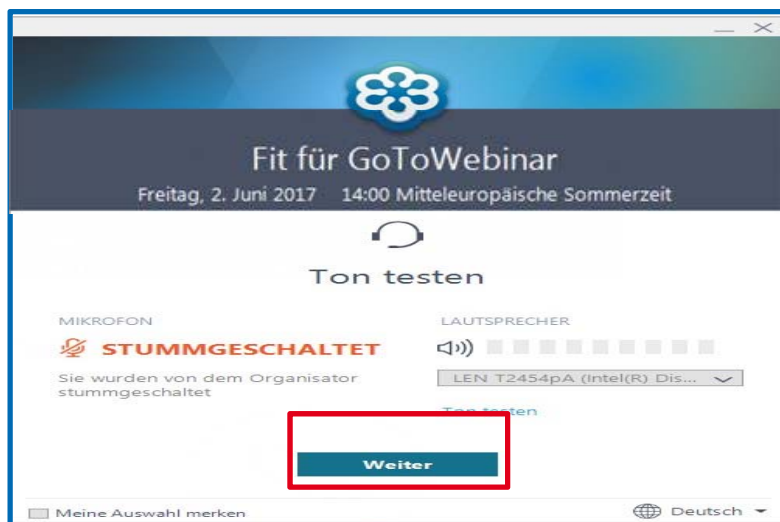 Fit für GoToWebinar
Freitag, 2. Juni 2017 14:00 Mitteleuropäische Sommerzeit
Ton testen
MIKROFON
STUMMGESCHALTET
Sie wurden von dem Organisator
stummgeschaltet
LAUTSPRECHER
LEN T2454pA (Intel(R) Dis...
Ton testen
Weiter
Meine Auswahl merken
Deutsch